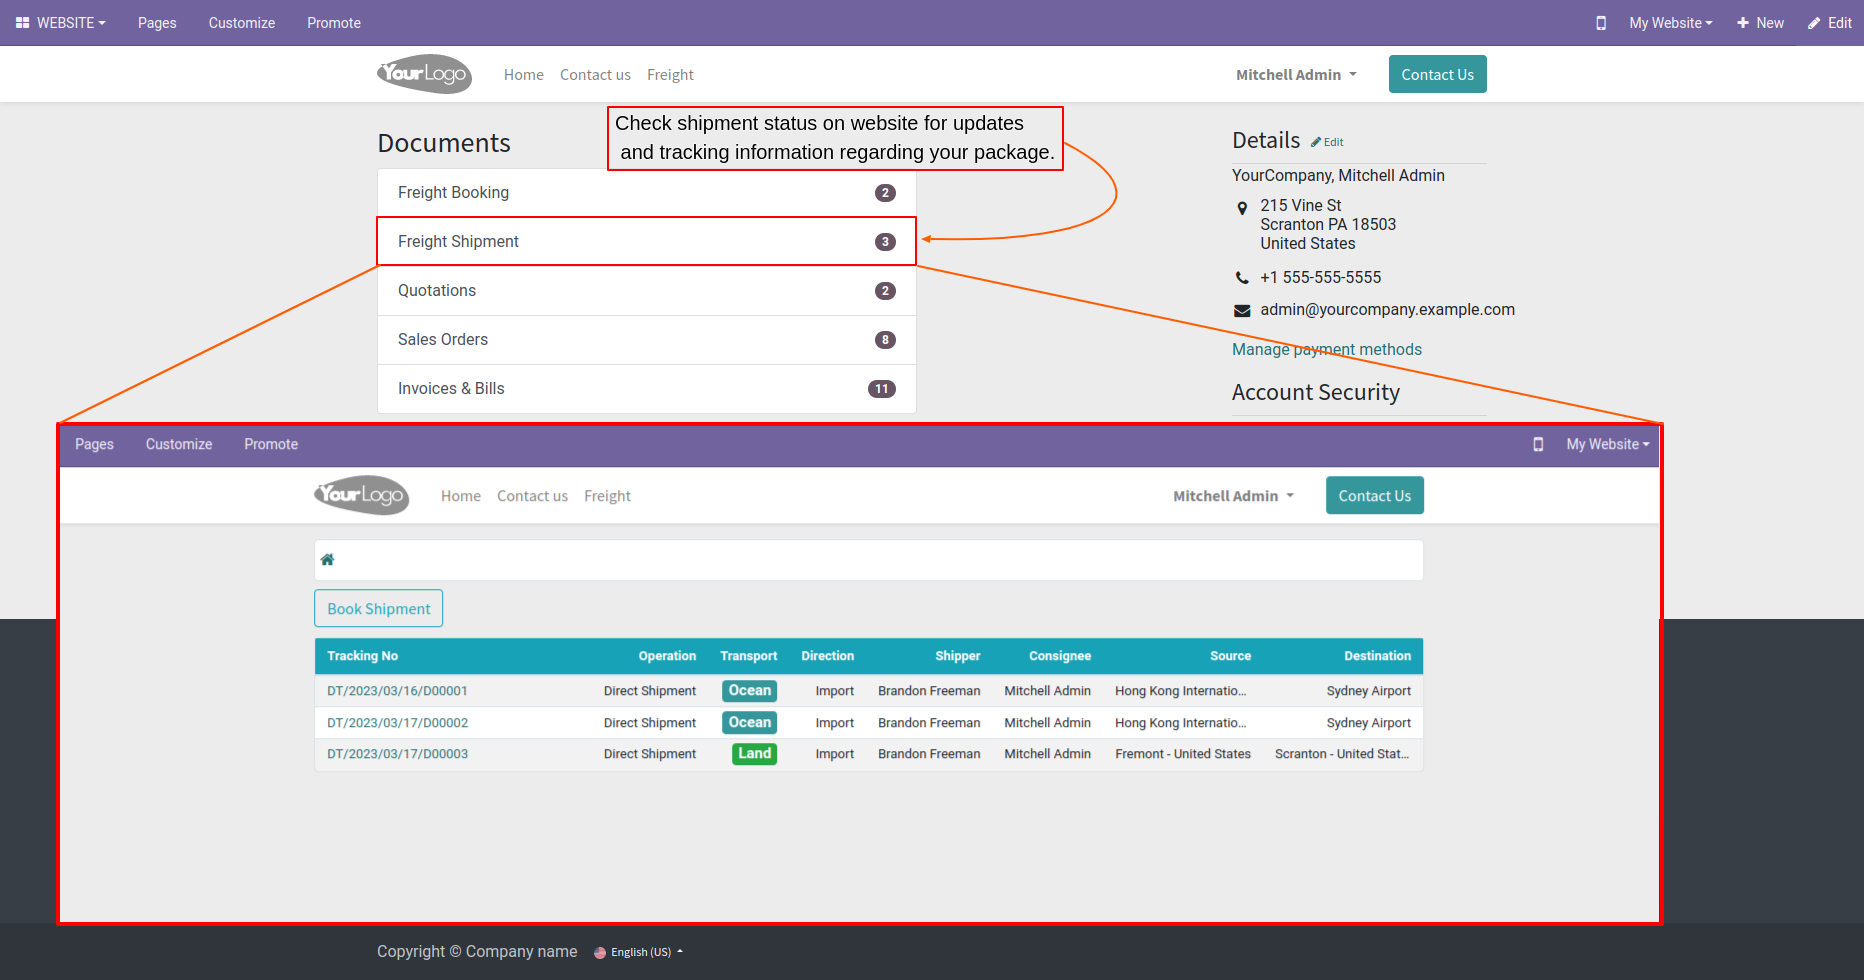 WEBSITE Pages Customize Promote My Website New Edit
YourLogo Home Contact us Freight Mitchell Admin Contact Us
Check shipment status on website for updates
and tracking information regarding your package.
Documents
Freight Booking 2
Freight Shipment 3
Quotations 2
Sales Orders 8
Invoices & Bills 11
Details Edit
YourCompany, Mitchell Admin
215 Vine St
Scranton PA 18503
United States
+1 555-555-5555
admin@yourcompany.example.com
Manage payment methods
Account Security
Pages Customize Promote My Website
YourLogo Home Contact us Freight Mitchell Admin Contact Us
Book Shipment
Tracking No Operation Transport Direction Shipper Consignee Source Destination
DT/2023/03/16/D00001 Direct Shipment Ocean Import Brandon Freeman Mitchell Admin Hong Kong Internatio... Sydney Airport
DT/2023/03/17/D00002 Direct Shipment Ocean Import Brandon Freeman Mitchell Admin Hong Kong Internatio... Sydney Airport
DT/2023/03/17/D00003 Direct Shipment Land Import Brandon Freeman Mitchell Admin Fremont - United States Scranton - United Stat...
Copyright © Company name English (US)